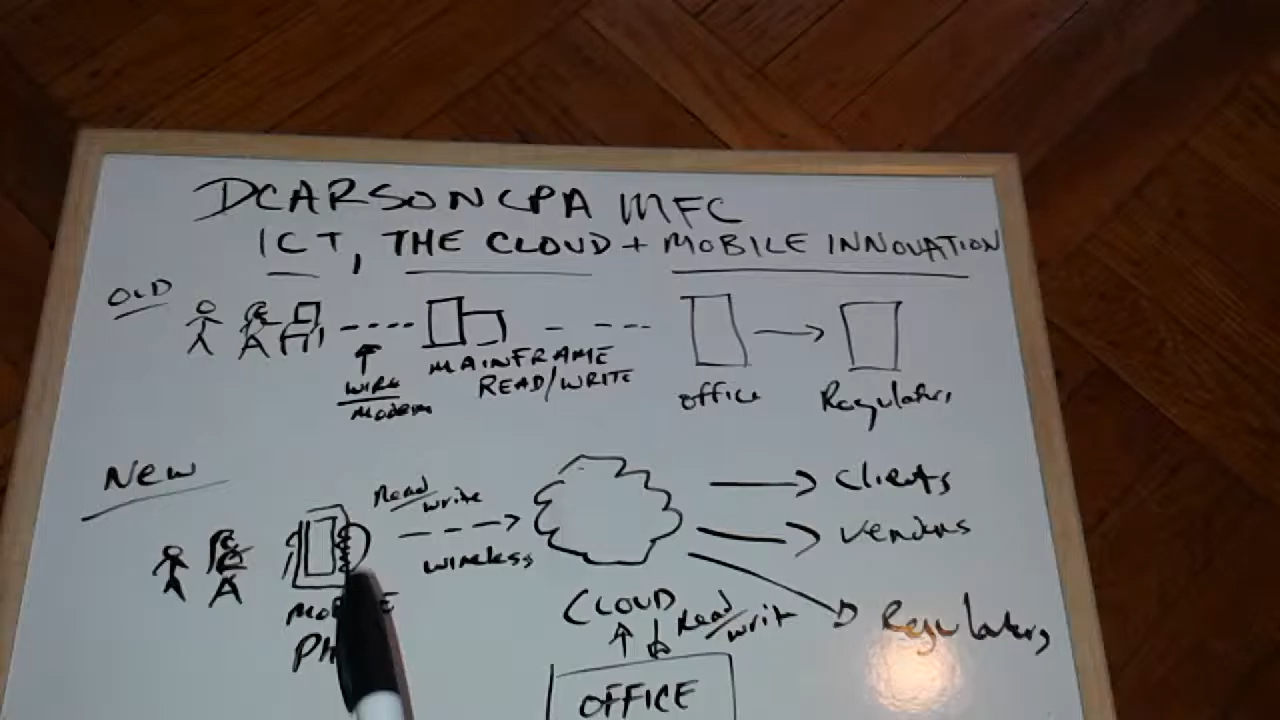 DCARSONCPA MFC
ICT, THE CLOUD + MOBILE INNOVATION
OLD
WIRE
MODEM
MAINFRAME
READ/WRITE
office
Regulators
New
Read/write
wireless
CLOUD
Read/write
OFFICE
Clients
vendors
Regulators